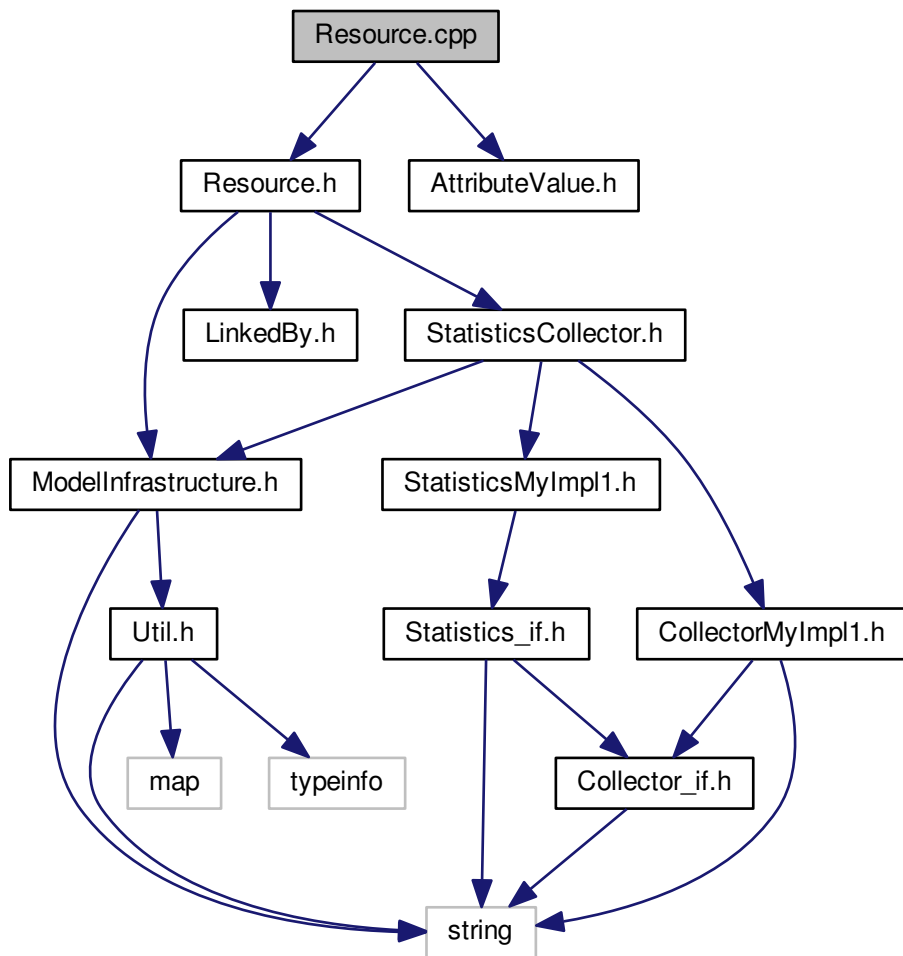 Resource.cpp
Resource.h
AttributeValue.h
LinkedBy.h
StatisticsCollector.h
ModelInfrastructure.h
StatisticsMyImpl1.h
Util.h
Statistics_if.h
CollectorMyImpl1.h
map
typeinfo
Collector_if.h
string